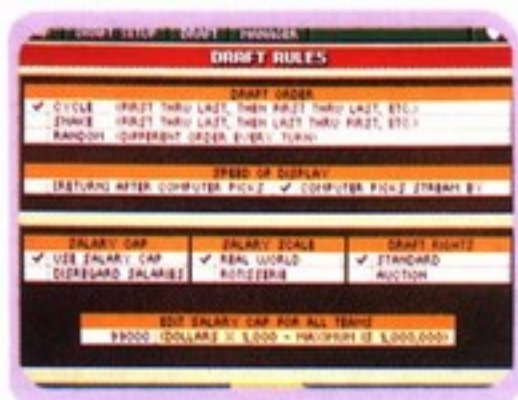 DRAFT SETUP DRAFT MANAGER
DRAFT RULES
DRAFT ORDER
✓ CYCLE (FIRST THRU LAST, THEN FIRST THRU LAST, ETC.)
SNAKE (FIRST THRU LAST, THEN LAST THRU FIRST, ETC.)
RANDOM (DIFFERENT ORDER EVERY TURN)
SPEED OF DISPLAY
[RETURN] AFTER COMPUTER PICKS ✓ COMPUTER PICKS STREAM BY
SALARY CAP SALARY SCALE DRAFT RIGHTS
✓ USE SALARY CAP ✓ REAL WORLD ✓ STANDARD
DISREGARD SALARIES ROTISSERIE AUCTION
EDIT SALARY CAP FOR ALL TEAMS
(DOLLARS X 1,000 - MAXIMUM IS 1,000,000)